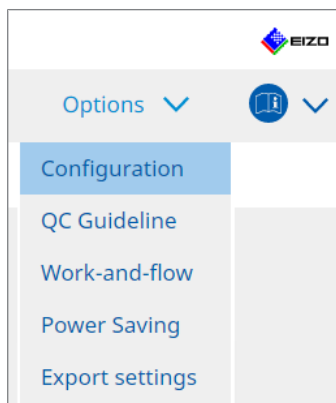 EIZO
Options
Configuration
QC Guideline
Work-and-flow
Power Saving
Export settings